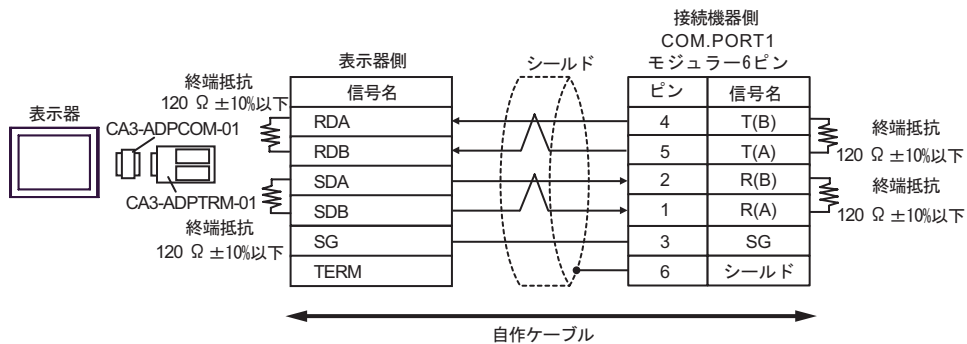 接続機器側
COM.PORT1
モジュラー6ピン
表示器側
シールド
終端抵抗
120 Ω ±10%以下
信号名
ピン
信号名
表示器
CA3-ADPCOM-01
RDA
4
T(B)
終端抵抗
120 Ω ±10%以下
RDB
5
T(A)
SDA
2
R(B)
終端抵抗
120 Ω ±10%以下
CA3-ADPTRM-01
SDB
1
R(A)
終端抵抗
120 Ω ±10%以下
SG
3
SG
TERM
6
シールド
自作ケーブル